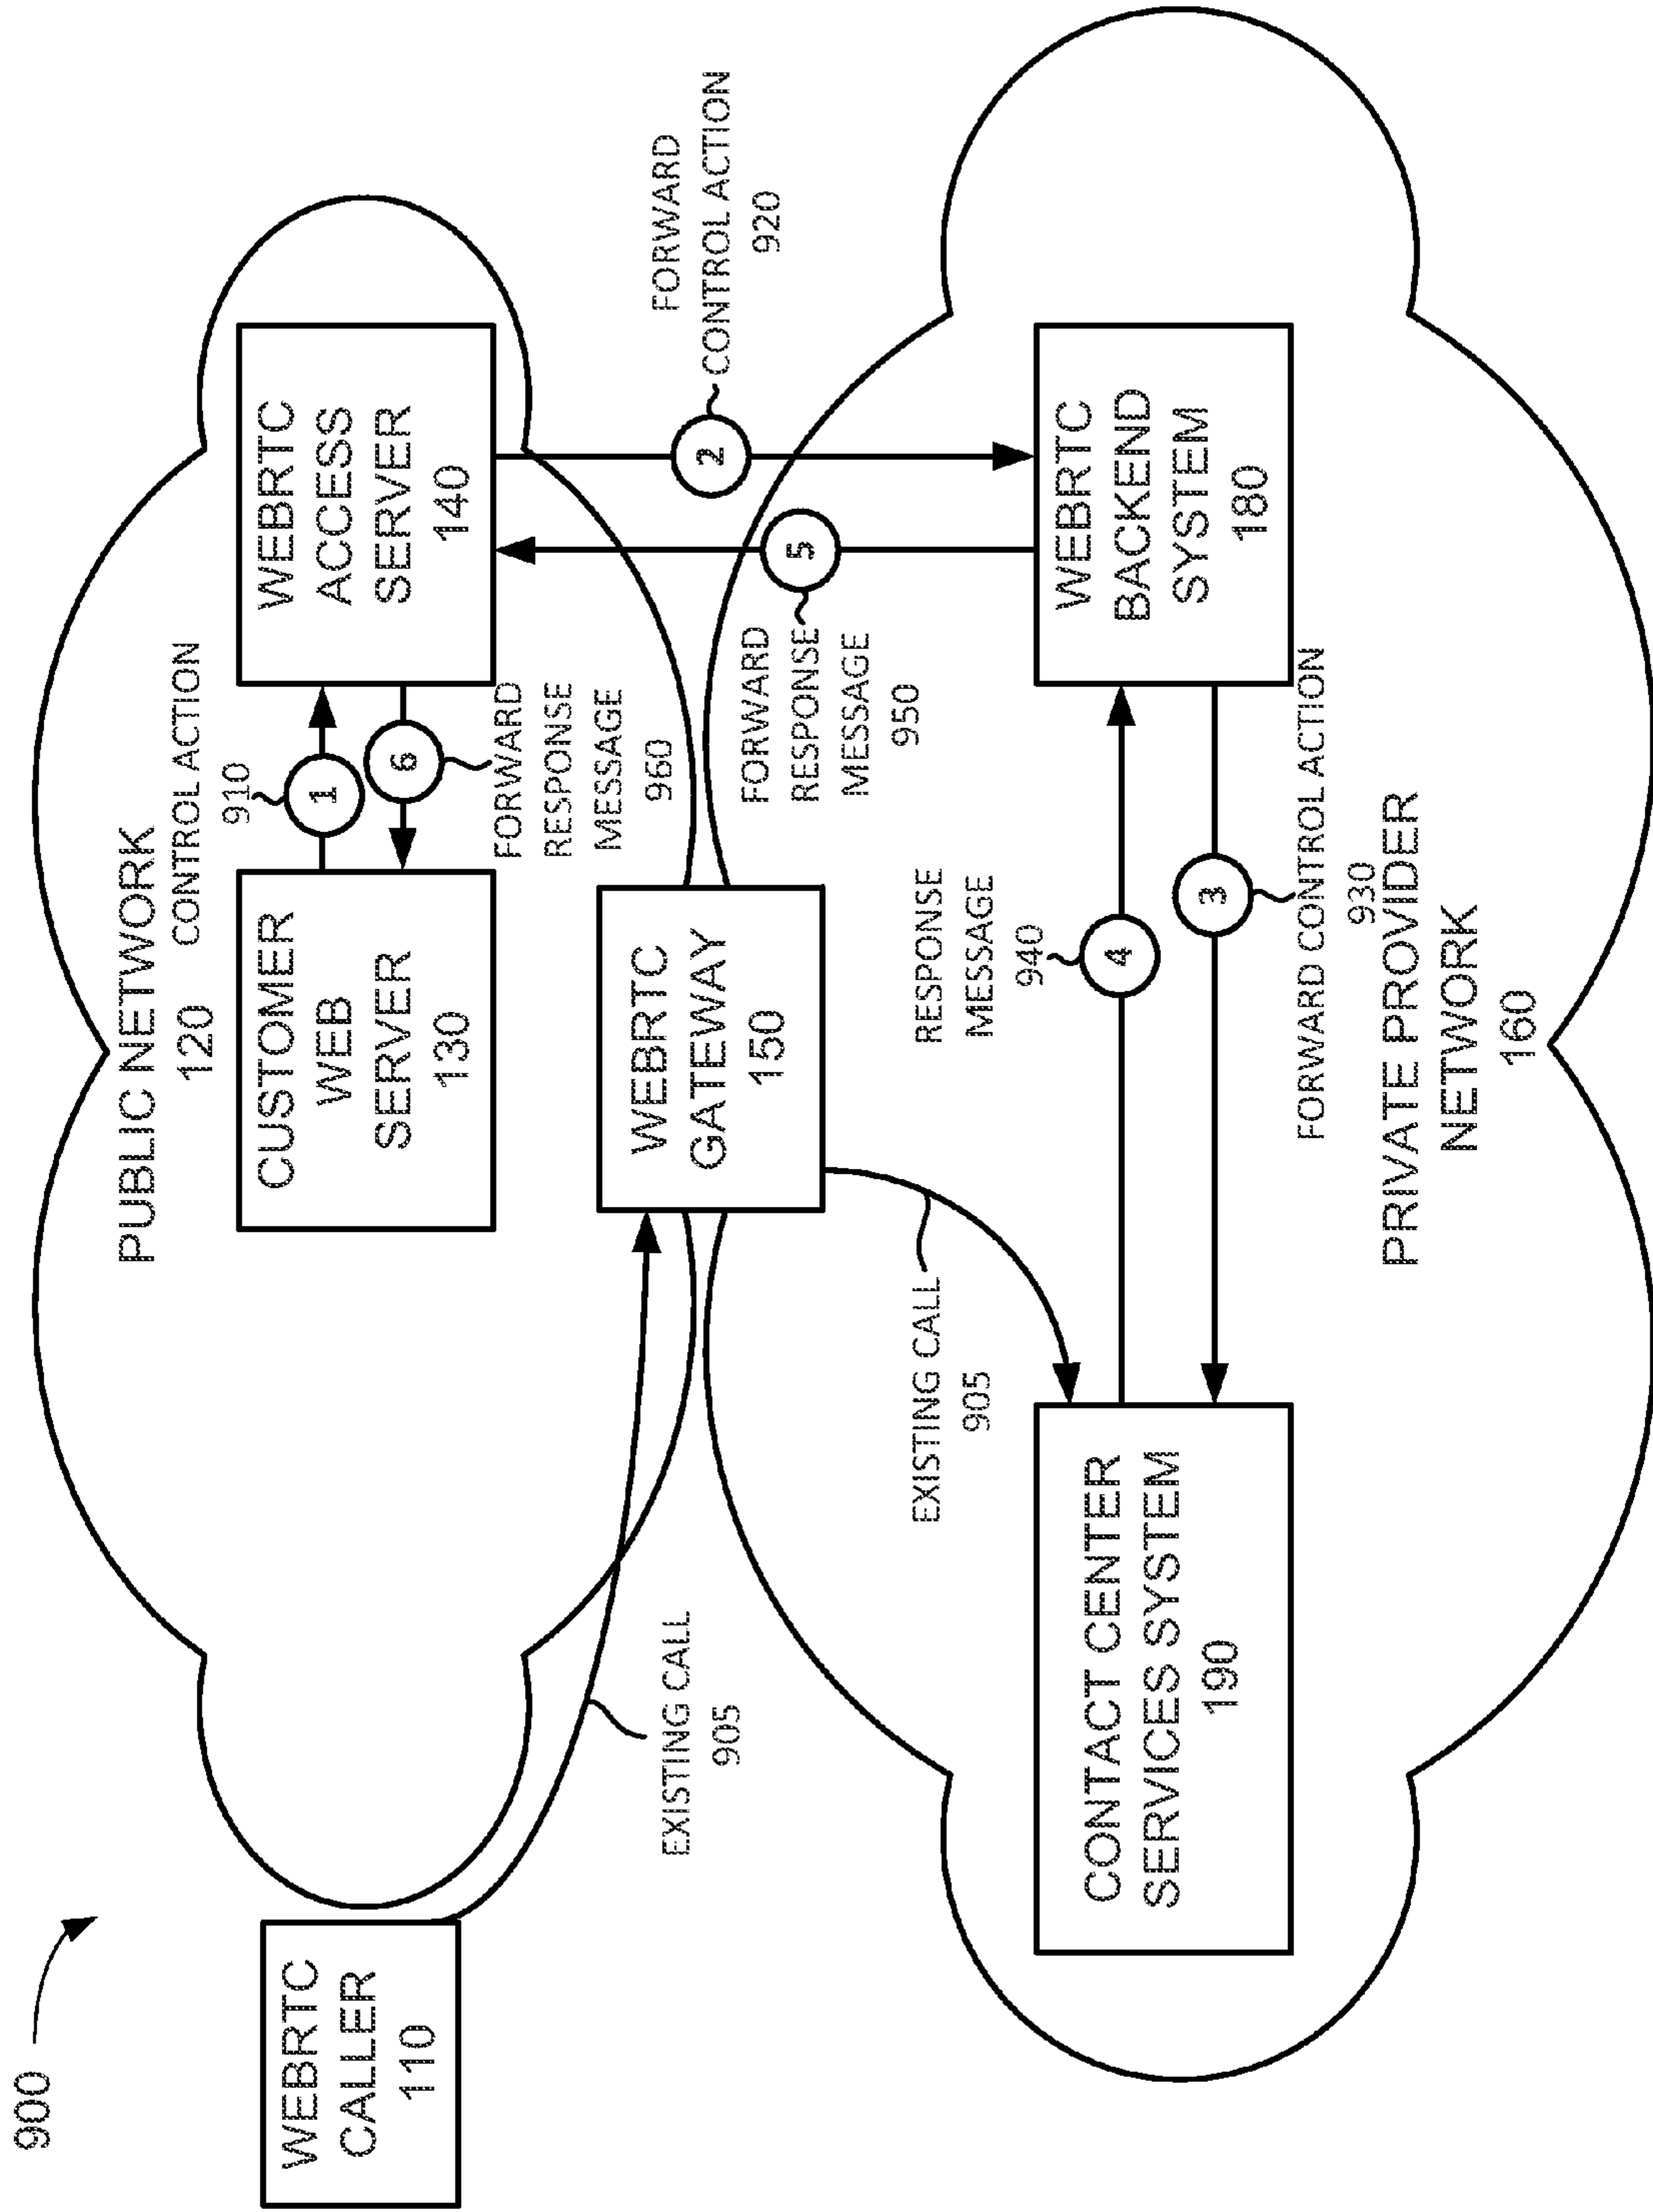 900
WEBRTC
CALLER
110
PUBLIC NETWORK
120
CUSTOMER
WEB
SERVER
130
CONTROL ACTION
910
1
6
FORWARD
RESPONSE
MESSAGE
960
WEBRTC
ACCESS
SERVER
140
EXISTING CALL
905
WEBRTC
GATEWAY
150
FORWARD
CONTROL ACTION
920
2
5
FORWARD
RESPONSE
MESSAGE
950
EXISTING CALL
905
RESPONSE
MESSAGE
940
4
3
FORWARD CONTROL ACTION
930
CONTACT CENTER
SERVICES SYSTEM
190
WEBRTC
BACKEND
SYSTEM
180
PRIVATE PROVIDER
NETWORK
160